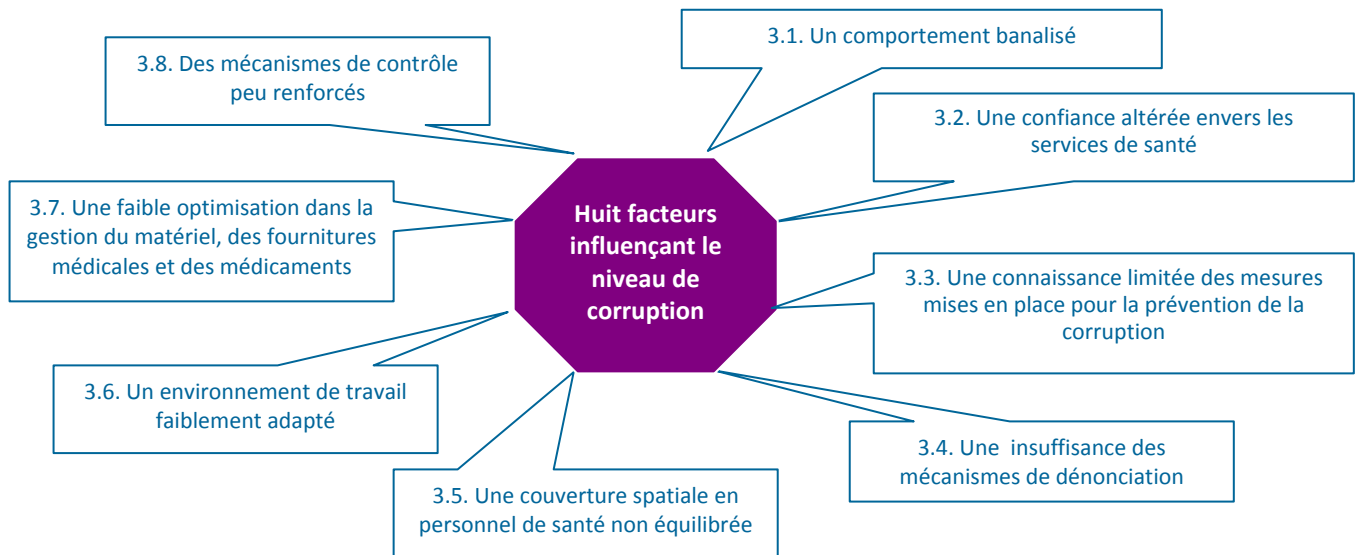 3.1. Un comportement banalisé
3.8. Des mécanismes de contrôle
peu renforcés
3.2. Une confiance altérée envers les
services de santé
3.7. Une faible optimisation dans la
gestion du matériel, des fournitures
médicales et des médicaments
Huit facteurs
influençant le
niveau de
corruption
3.3. Une connaissance limitée des mesures
mises en place pour la prévention de la
corruption
3.6. Un environnement de travail
faiblement adapté
3.4. Une  insuffisance des
mécanismes de dénonciation
3.5. Une couverture spatiale en
personnel de santé non équilibrée